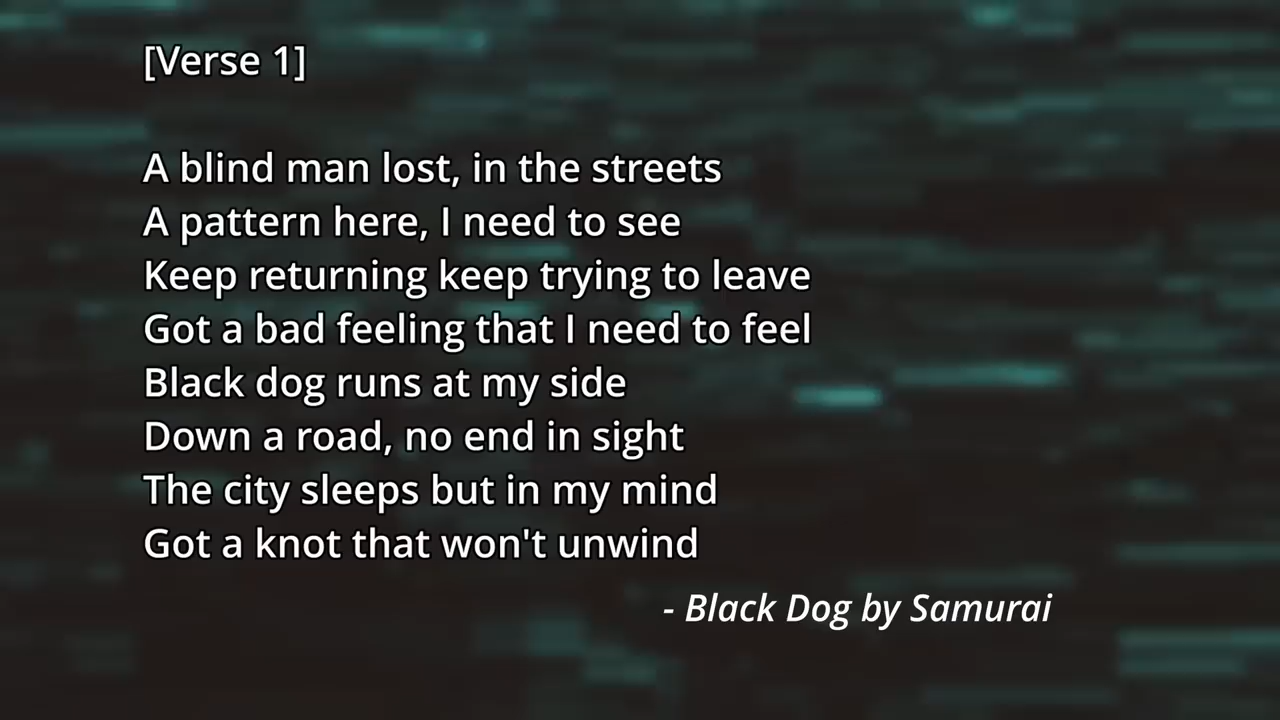 [Verse 1]
A blind man lost, in the streets
A pattern here, I need to see
Keep returning keep trying to leave
Got a bad feeling that I need to feel
Black dog runs at my side
Down a road, no end in sight
The city sleeps but in my mind
Got a knot that won't unwind
- Black Dog by Samurai